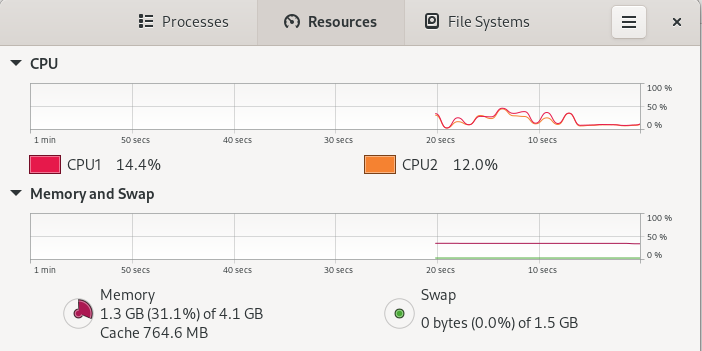 Processes Resources File Systems
CPU
100 %
50 %
0 %
1 min 50 secs 40 secs 30 secs 20 secs 10 secs
CPU1 14.4% CPU2 12.0%
Memory and Swap
100 %
50 %
0 %
1 min 50 secs 40 secs 30 secs 20 secs 10 secs
Memory
1.3 GB (31.1%) of 4.1 GB
Cache 764.6 MB
Swap
0 bytes (0.0%) of 1.5 GB